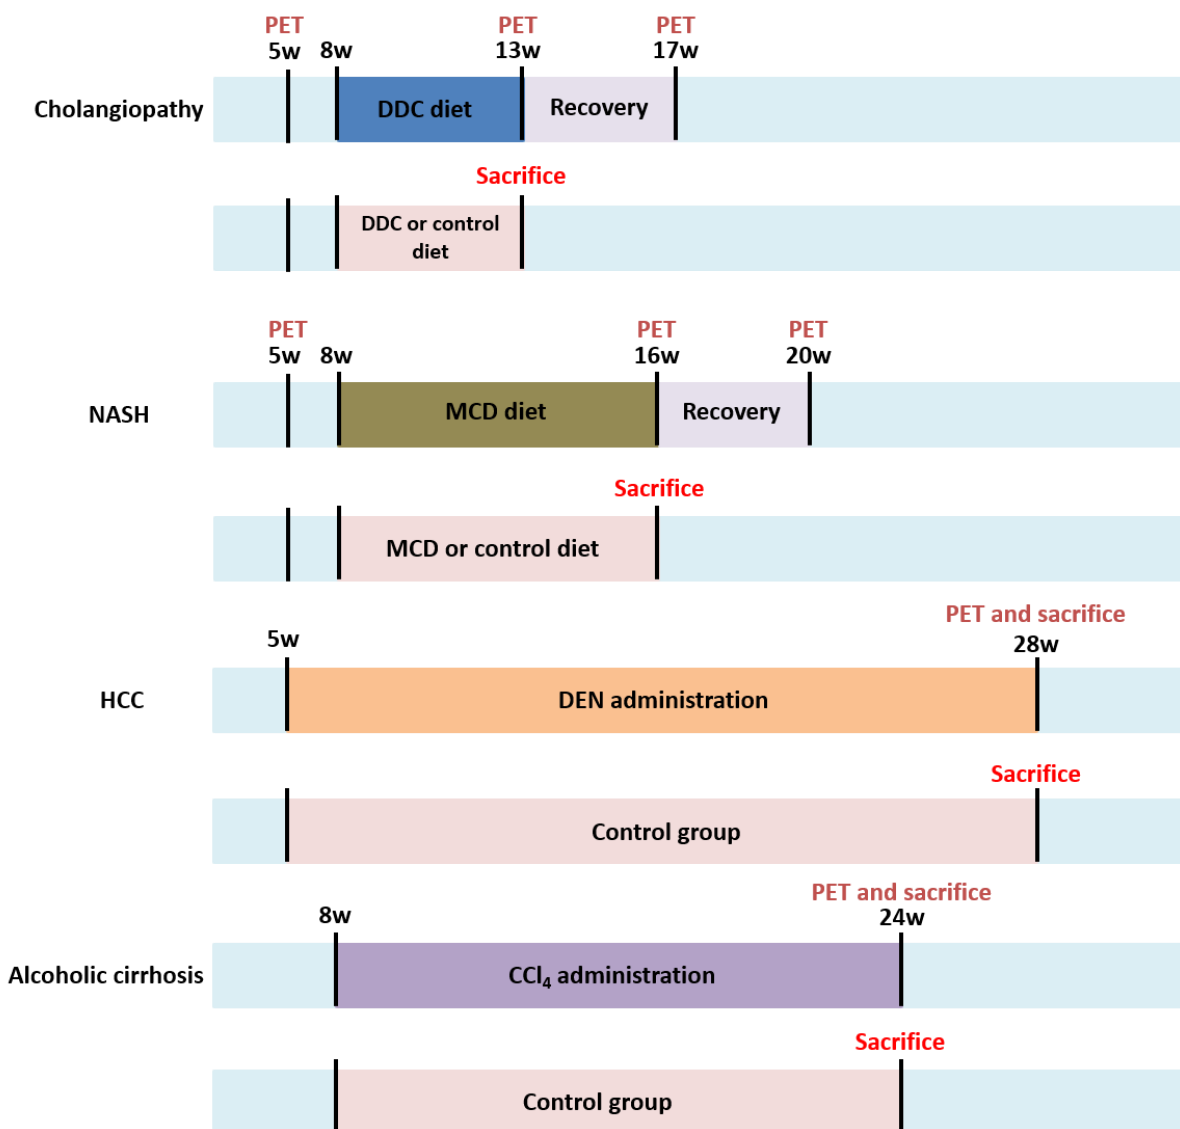 PET PET PET
5w 8w 13w 17w
Cholangiopathy DDC diet Recovery
Sacrifice
DDC or control
diet
PET PET PET
5w 8w 16w 20w
NASH MCD diet Recovery
Sacrifice
MCD or control diet
PET and sacrifice
5w 28w
HCC DEN administration
Sacrifice
Control group
PET and sacrifice
8w 24w
Alcoholic cirrhosis CCl₄ administration
Sacrifice
Control group